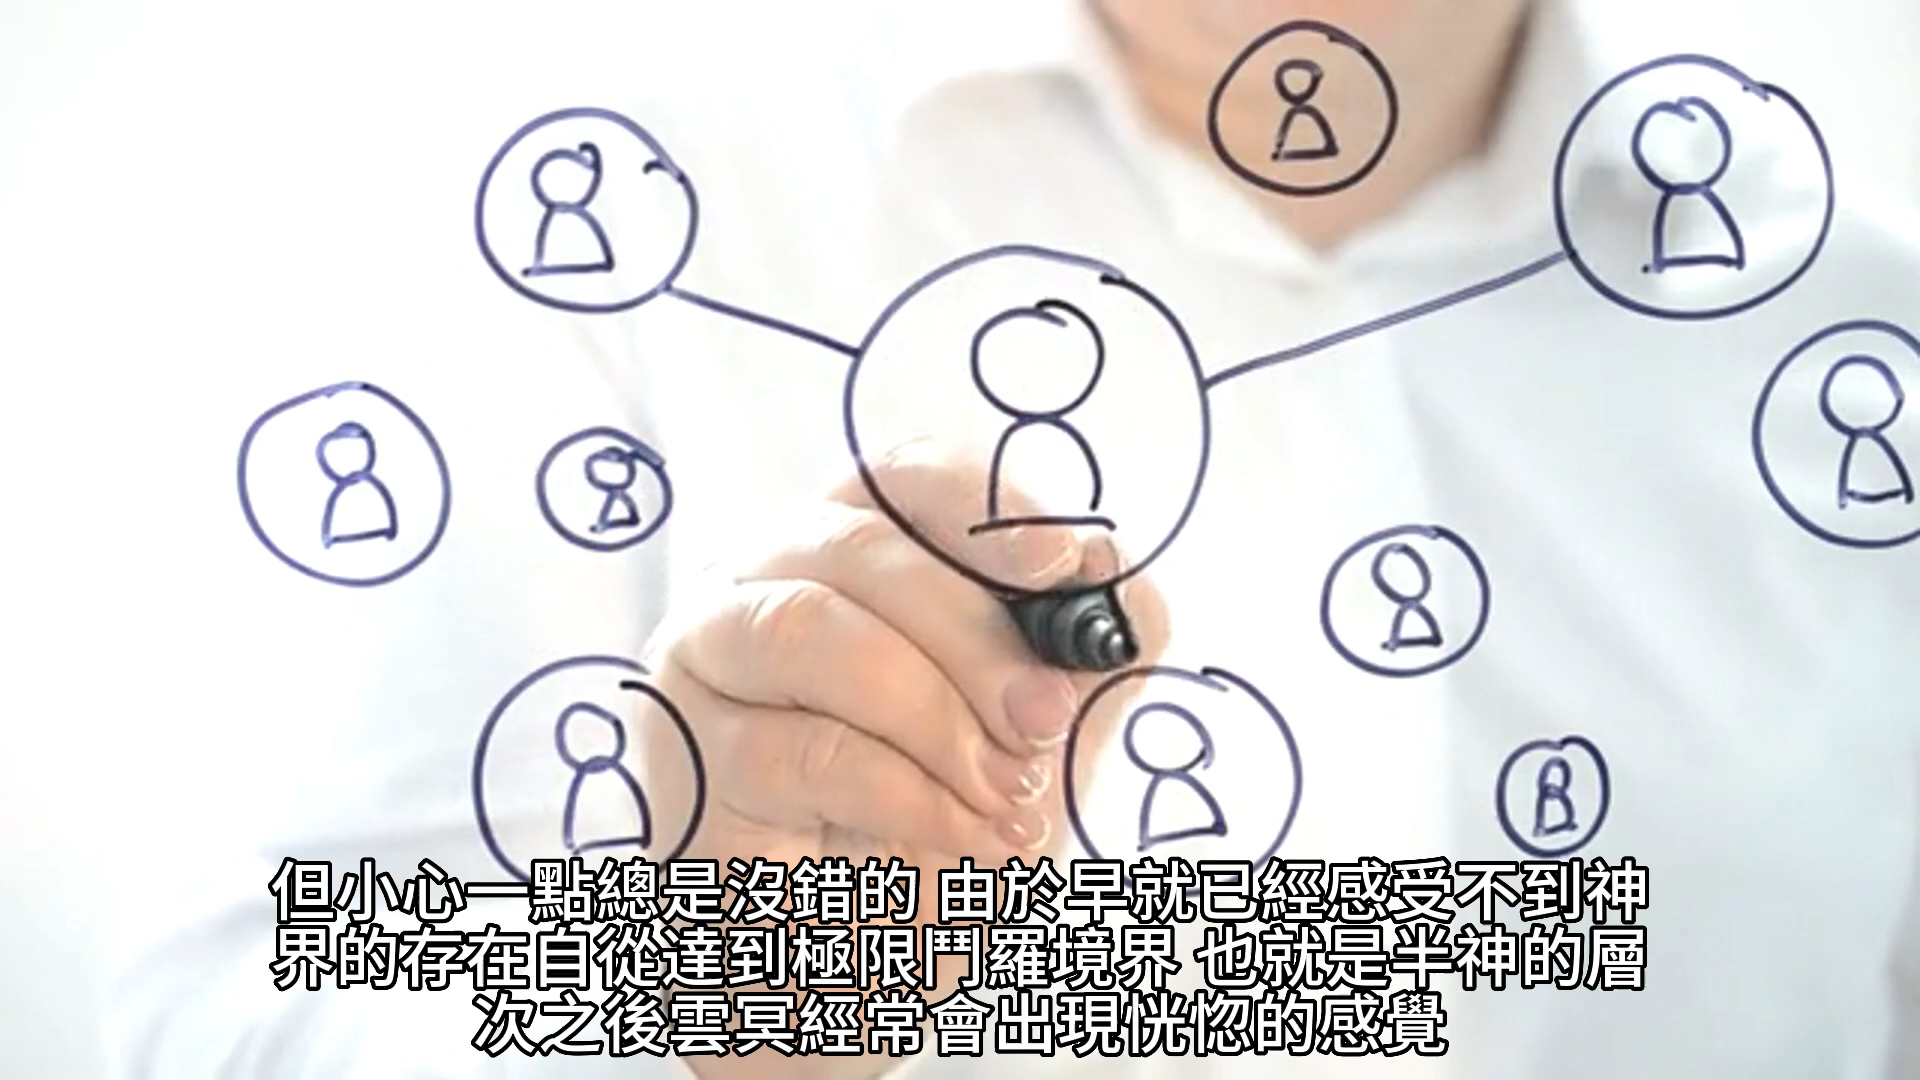 但小心一點總是沒錯的 由於早就已經感受不到神
界的存在自從達到極限鬥羅境界 也就是半神的層
次之後雲冥經常會出現恍惚的感覺